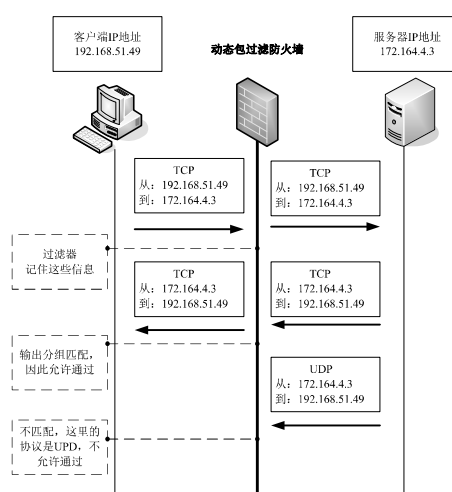 客户端IP地址
192.168.51.49
动态包过滤防火墙
服务器IP地址
172.164.4.3
TCP
从：192.168.51.49
到：172.164.4.3
TCP
从：192.168.51.49
到：172.164.4.3
过滤器
记住这些信息
TCP
从：172.164.4.3
到：192.168.51.49
TCP
从：172.164.4.3
到：192.168.51.49
输出分组匹配，
因此允许通过
UDP
从：172.164.4.3
到：192.168.51.49
不匹配，这里的
协议是UPD，不
允许通过